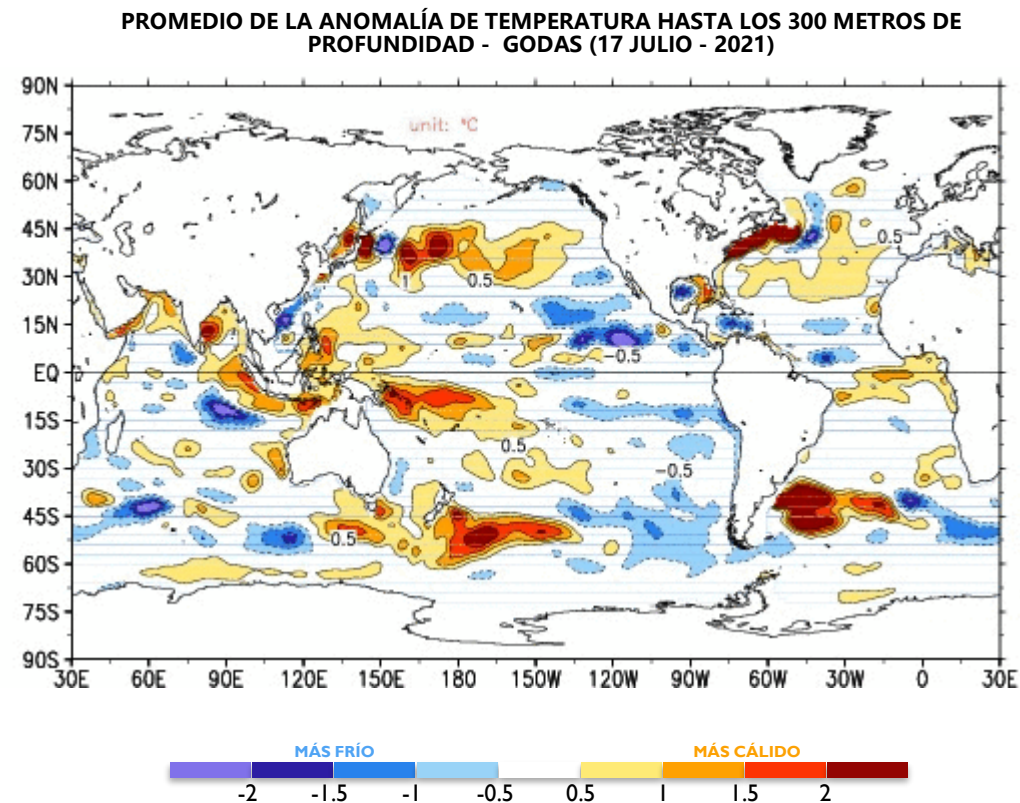 PROMEDIO DE LA ANOMALÍA DE TEMPERATURA HASTA LOS 300 METROS DE
PROFUNDIDAD - GODAS (17 JULIO - 2021)
90N
75N
60N
45N
30N
15N
EQ
15S
30S
45S
60S
75S
90S
unit: °C
0.5
1
0.5
-0.5
0.5
-0.5
0.5
30E 60E 90E 120E 150E 180 150W 120W 90W 60W 30W 0 30E
MÁS FRÍO MÁS CÁLIDO
-2 -1.5 -1 -0.5 0.5 1 1.5 2